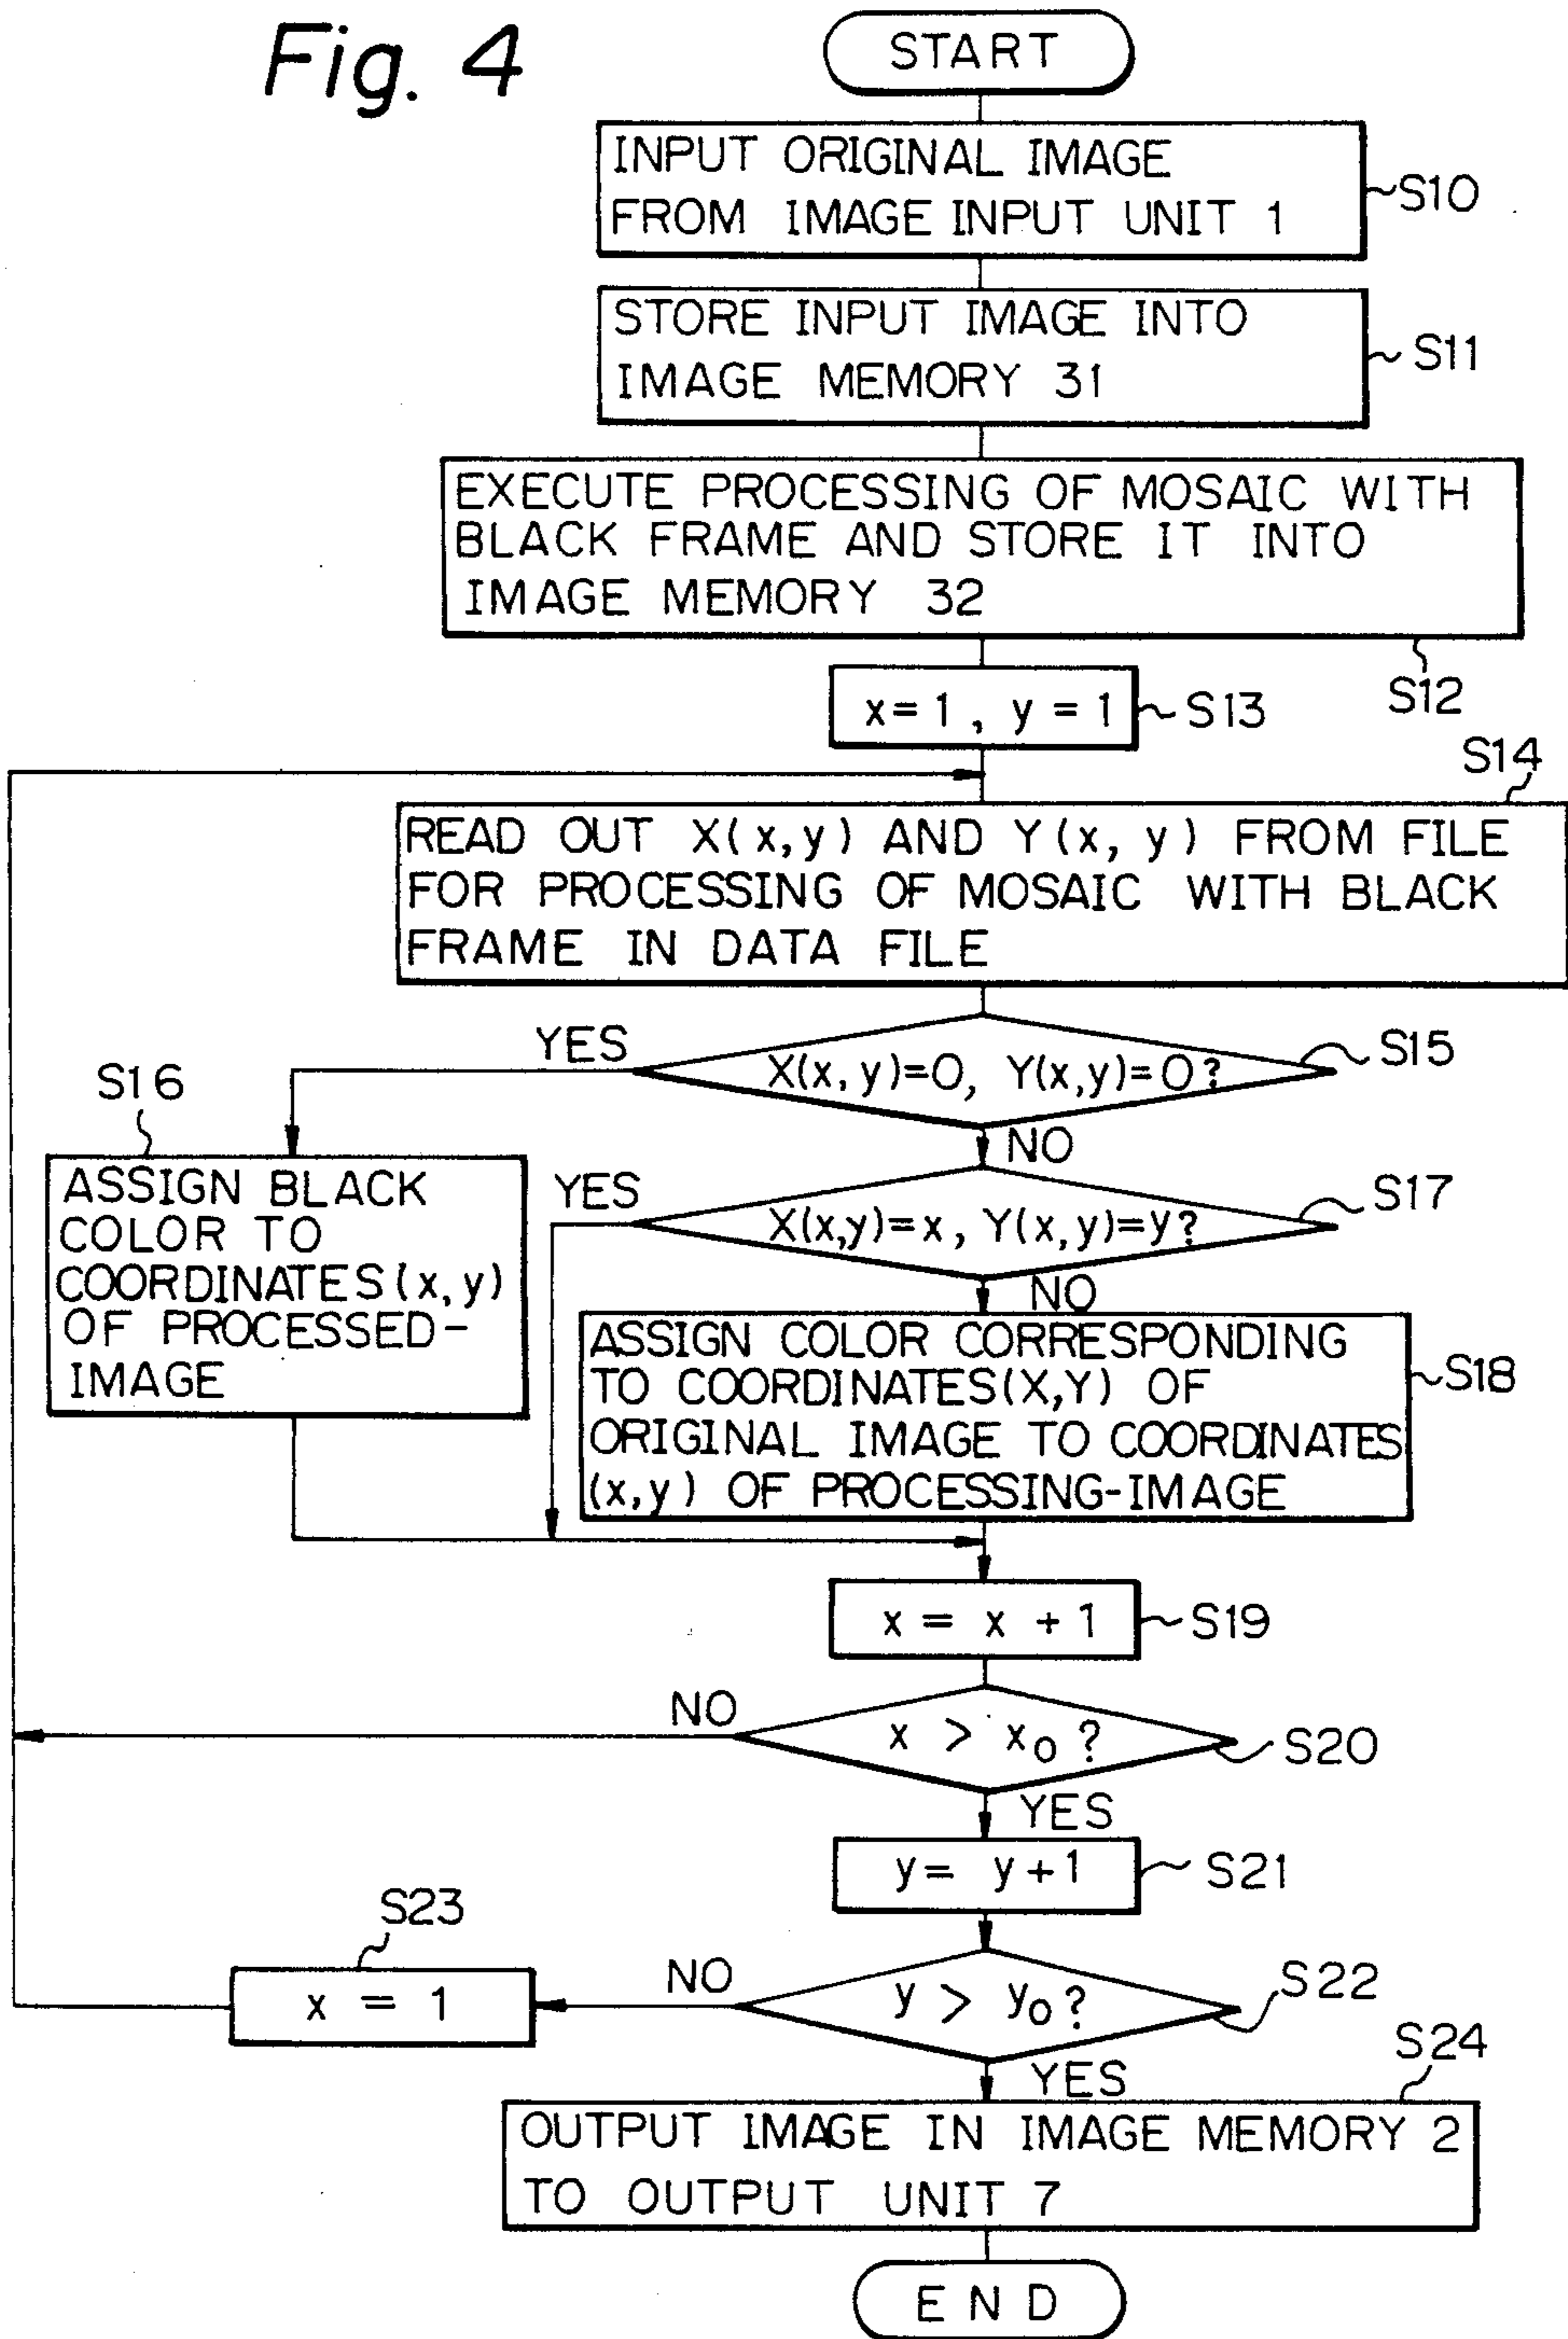 Fig. 4
START
INPUT ORIGINAL IMAGE
FROM IMAGE INPUT UNIT 1
S10
STORE INPUT IMAGE INTO
IMAGE MEMORY 31
S11
EXECUTE PROCESSING OF MOSAIC WITH
BLACK FRAME AND STORE IT INTO
IMAGE MEMORY 32
S12
x=1, y=1
S13
S14
READ OUT X(x,y) AND Y(x, y) FROM FILE
FOR PROCESSING OF MOSAIC WITH BLACK
FRAME IN DATA FILE
YES
X(x, y)=0, Y(x,y)=0?
S15
NO
S16
ASSIGN BLACK
COLOR TO
COORDINATES(x,y)
OF PROCESSED-
IMAGE
YES
X(x,y)=x, Y(x,y)=y?
S17
NO
ASSIGN COLOR CORRESPONDING
TO COORDINATES(X,Y) OF
ORIGINAL IMAGE TO COORDINATES
(x,y) OF PROCESSING-IMAGE
S18
x = x + 1
S19
NO
x > x0 ?
S20
YES
y= y+1
S21
S23
x = 1
NO
y > y0?
S22
YES
S24
OUTPUT IMAGE IN IMAGE MEMORY 2
TO OUTPUT UNIT 7
END